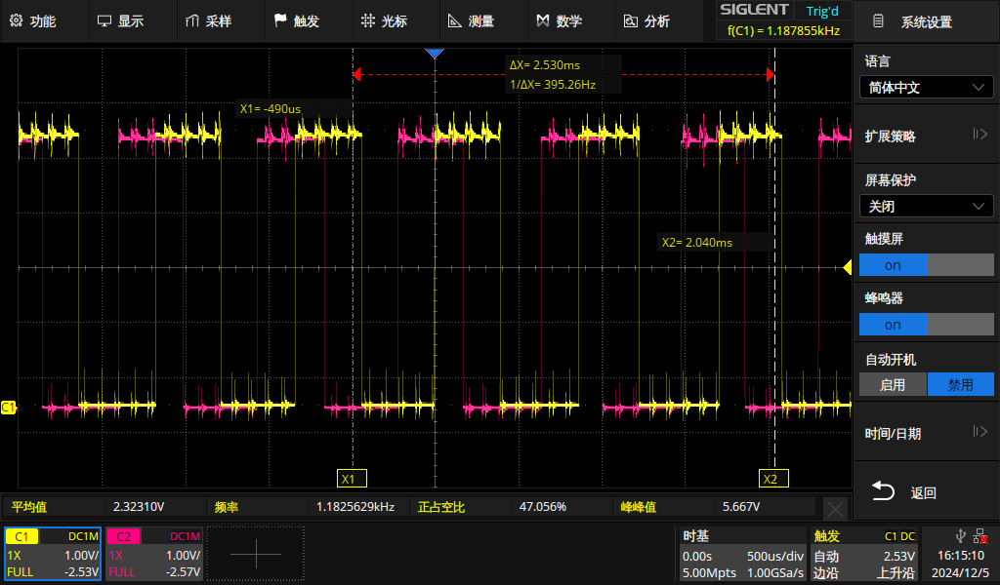 功能 显示 采样 触发 光标 测量 数学 分析
SIGLENT Trig'd
f(C1) = 1.187855kHz
系统设置
语言
简体中文
扩展策略
屏幕保护
关闭
触摸屏
on
蜂鸣器
on
自动开机
启用 禁用
时间/日期
返回
ΔX= 2.530ms
1/ΔX= 395.26Hz
X1= -490us
X2= 2.040ms
C1
X1 X2
平均值 2.32310V 频率 1.1825629kHz 正占空比 47.056% 峰峰值 5.667V
C1 DC1M
1X 1.00V/
FULL -2.53V
C2 DC1M
1X 1.00V/
FULL -2.57V
时基
0.00s 500us/div
5.00Mpts 1.00GSa/s
触发 C1 DC
自动 2.53V
边沿 上升沿
16:15:10
2024/12/5